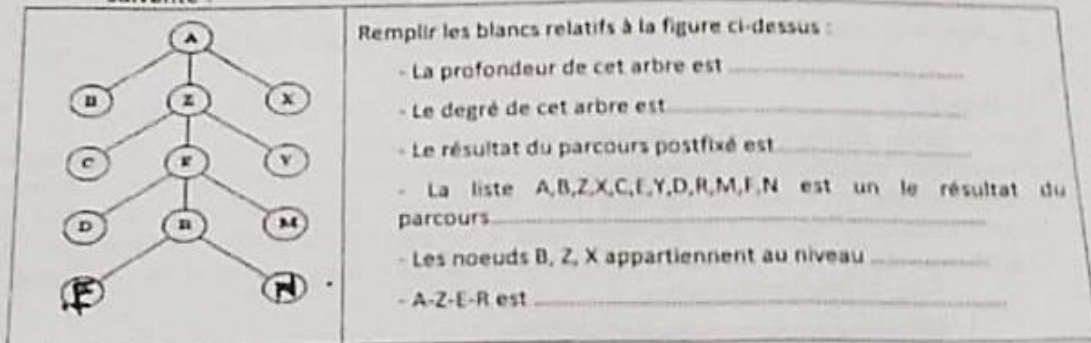 A
B Z X
C E Y
D R M
F N
Remplir les blancs relatifs à la figure ci-dessus :
- La profondeur de cet arbre est
- Le degré de cet arbre est
- Le résultat du parcours postfixé est
- La liste A,B,Z,X,C,E,Y,D,R,M,F,N est un le résultat du
parcours
- Les noeuds B, Z, X appartiennent au niveau
- A-Z-E-R est